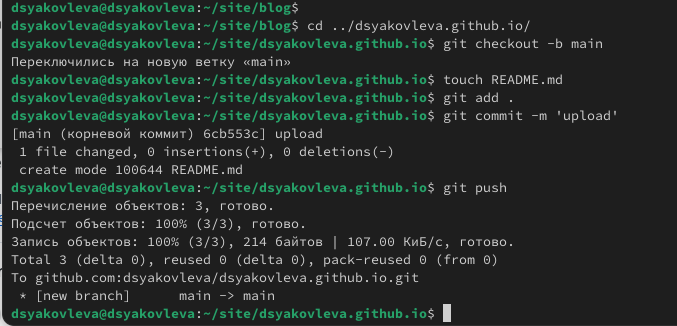 dsyakovleva@dsyakovleva:~/site/blog$
dsyakovleva@dsyakovleva:~/site/blog$ cd ../dsyakovleva.github.io/
dsyakovleva@dsyakovleva:~/site/dsyakovleva.github.io$ git checkout -b main
Переключились на новую ветку «main»
dsyakovleva@dsyakovleva:~/site/dsyakovleva.github.io$ touch README.md
dsyakovleva@dsyakovleva:~/site/dsyakovleva.github.io$ git add .
dsyakovleva@dsyakovleva:~/site/dsyakovleva.github.io$ git commit -m 'upload'
[main (корневой коммит) 6cb553c] upload
 1 file changed, 0 insertions(+), 0 deletions(-)
 create mode 100644 README.md
dsyakovleva@dsyakovleva:~/site/dsyakovleva.github.io$ git push
Перечисление объектов: 3, готово.
Подсчет объектов: 100% (3/3), готово.
Запись объектов: 100% (3/3), 214 байтов | 107.00 КиБ/с, готово.
Total 3 (delta 0), reused 0 (delta 0), pack-reused 0 (from 0)
To github.com:dsyakovleva/dsyakovleva.github.io.git
 * [new branch]      main -> main
dsyakovleva@dsyakovleva:~/site/dsyakovleva.github.io$